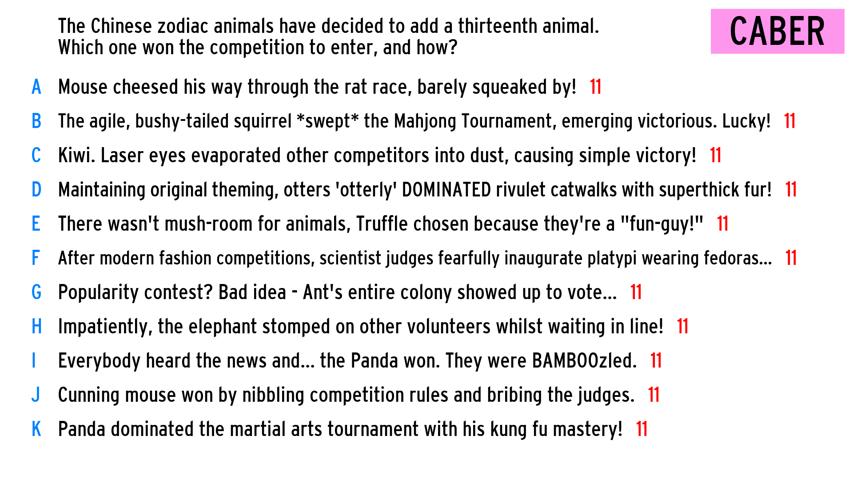 The Chinese zodiac animals have decided to add a thirteenth animal.
Which one won the competition to enter, and how?
CABER
A Mouse cheesed his way through the rat race, barely squeaked by! 11
B The agile, bushy-tailed squirrel *swept* the Mahjong Tournament, emerging victorious. Lucky! 11
C Kiwi. Laser eyes evaporated other competitors into dust, causing simple victory! 11
D Maintaining original theming, otters 'otterly' DOMINATED rivulet catwalks with superthick fur! 11
E There wasn't mush-room for animals, Truffle chosen because they're a "fun-guy!" 11
F After modern fashion competitions, scientist judges fearfully inaugurate platypi wearing fedoras... 11
G Popularity contest? Bad idea - Ant's entire colony showed up to vote... 11
H Impatiently, the elephant stomped on other volunteers whilst waiting in line! 11
I Everybody heard the news and... the Panda won. They were BAMBOOzled. 11
J Cunning mouse won by nibbling competition rules and bribing the judges. 11
K Panda dominated the martial arts tournament with his kung fu mastery! 11